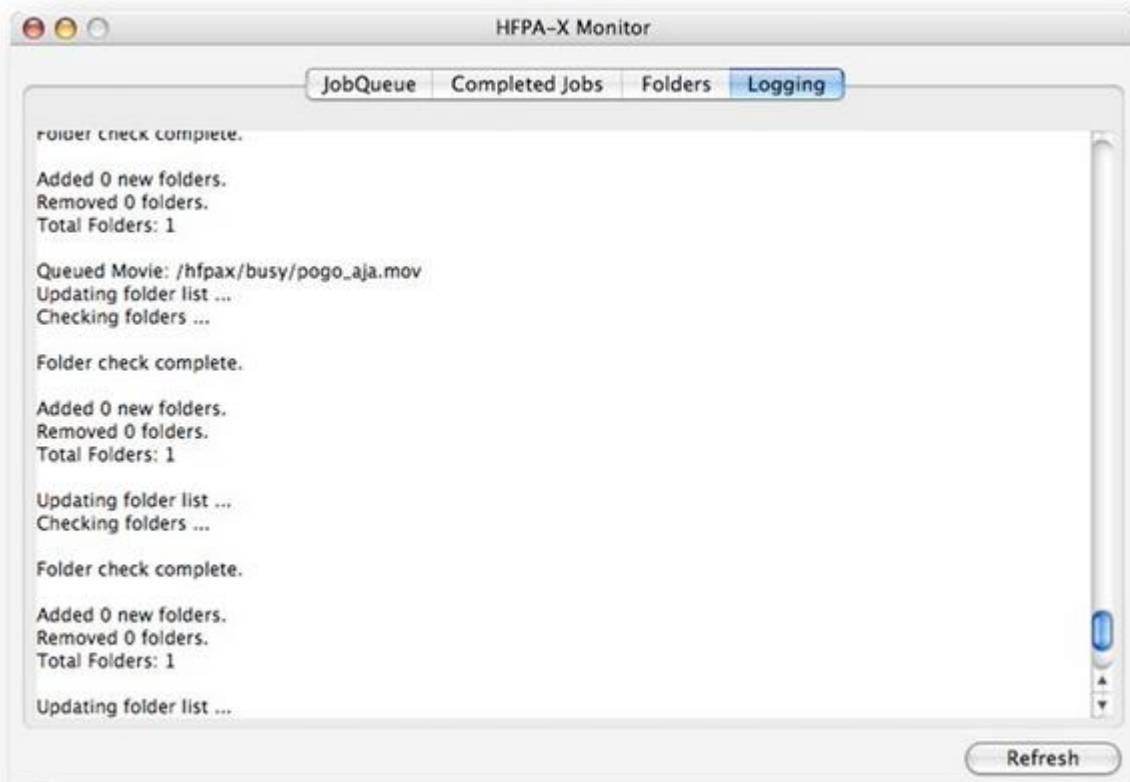 HFPA-X Monitor
JobQueue Completed Jobs Folders Logging
Folder check complete.
Added 0 new folders.
Removed 0 folders.
Total Folders: 1
Queued Movie: /hfpax/busy/pogo_aja.mov
Updating folder list ...
Checking folders ...
Folder check complete.
Added 0 new folders.
Removed 0 folders.
Total Folders: 1
Updating folder list ...
Checking folders ...
Folder check complete.
Added 0 new folders.
Removed 0 folders.
Total Folders: 1
Updating folder list ...
Refresh